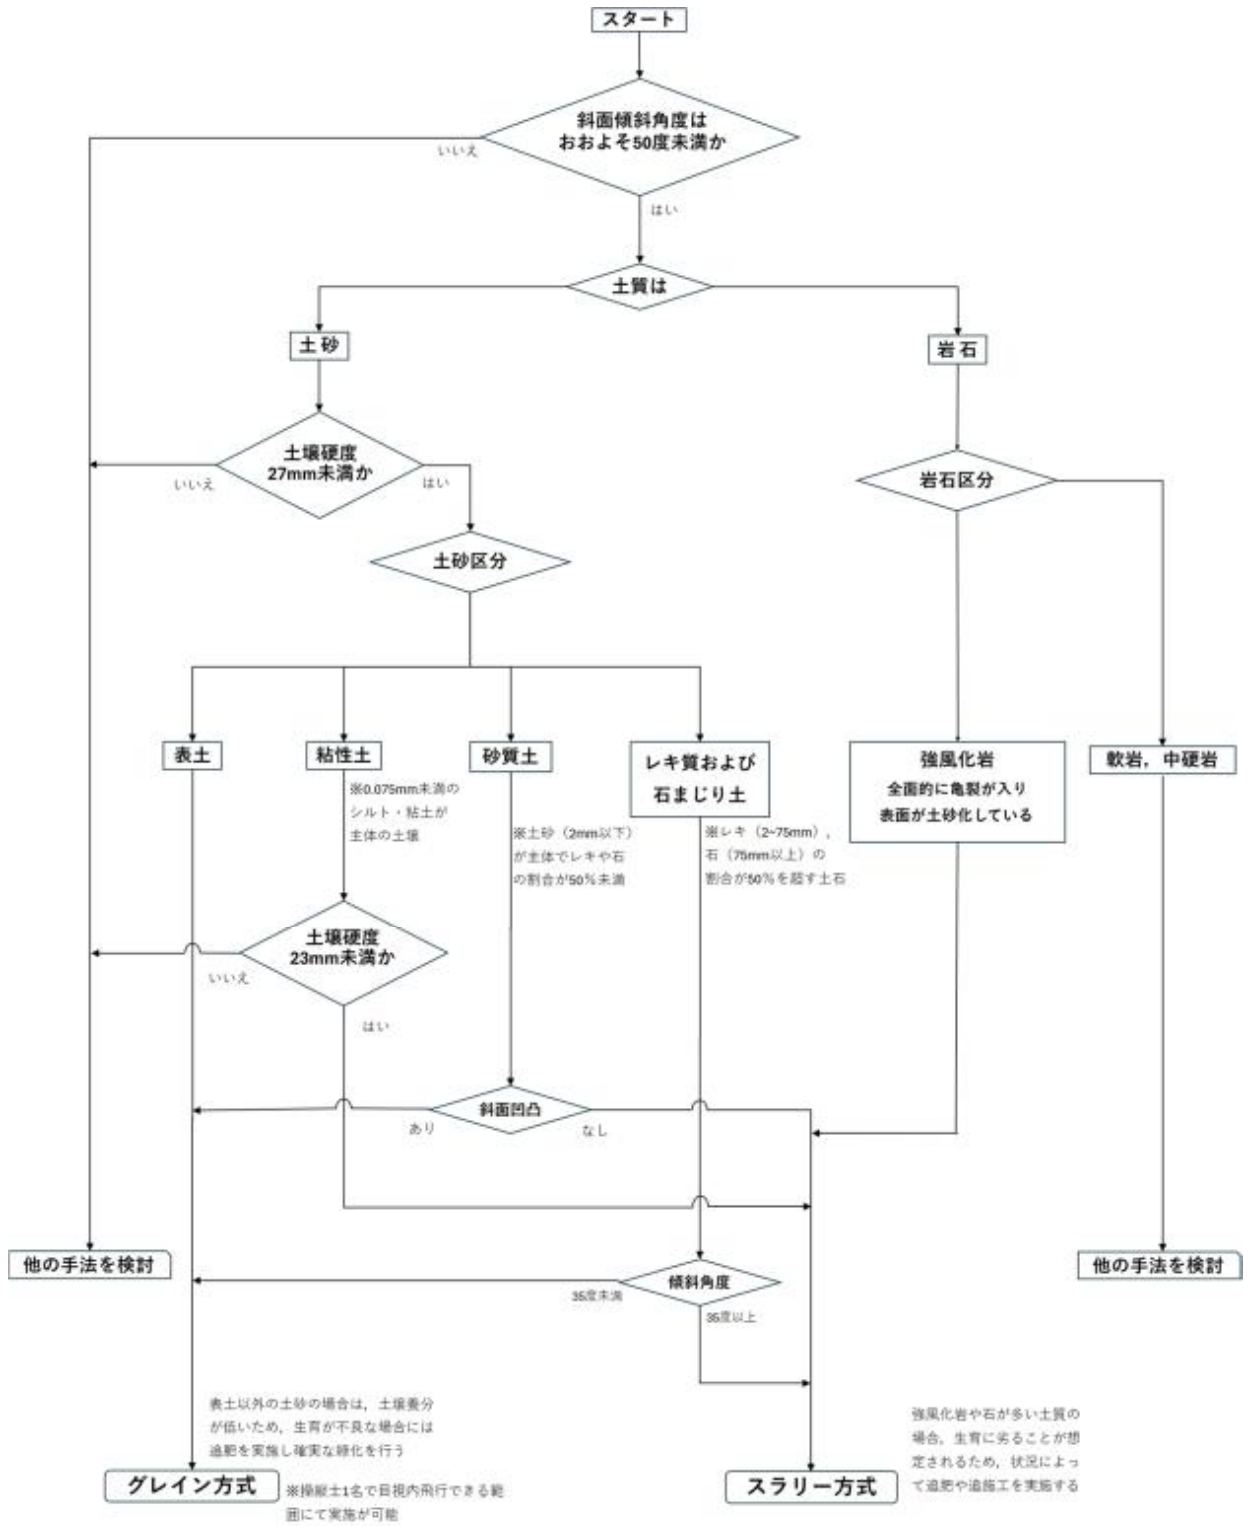 スタート
斜面傾斜角度は
おおよそ50度未満か
いいえ
はい
土質は
土砂
岩石
土壌硬度
27mm未満か
いいえ
はい
岩石区分
土砂区分
表土
粘性土
砂質土
レキ質および
石まじり土
強風化岩
全面的に亀裂が入り
表面が土砂化している
軟岩，中硬岩
※0.075mm未満の
シルト・粘土が
主体の土壌
※土砂（2mm以下）
が主体でレキや石
の割合が50％未満
※レキ（2~75mm），
石（75mm以上）の
割合が50％を超す土石
土壌硬度
23mm未満か
いいえ
はい
斜面凹凸
あり
なし
他の手法を検討
他の手法を検討
傾斜角度
35度未満
35度以上
表土以外の土砂の場合は，土壌養分
が低いため，生育が不良な場合には
追肥を実施し確実な緑化を行う
グレイン方式
※操縦士1名で目視内飛行できる範
囲にて実施が可能
スラリー方式
強風化岩や石が多い土質の
場合，生育に劣ることが想
定されるため，状況によっ
て追肥や追施工を実施する